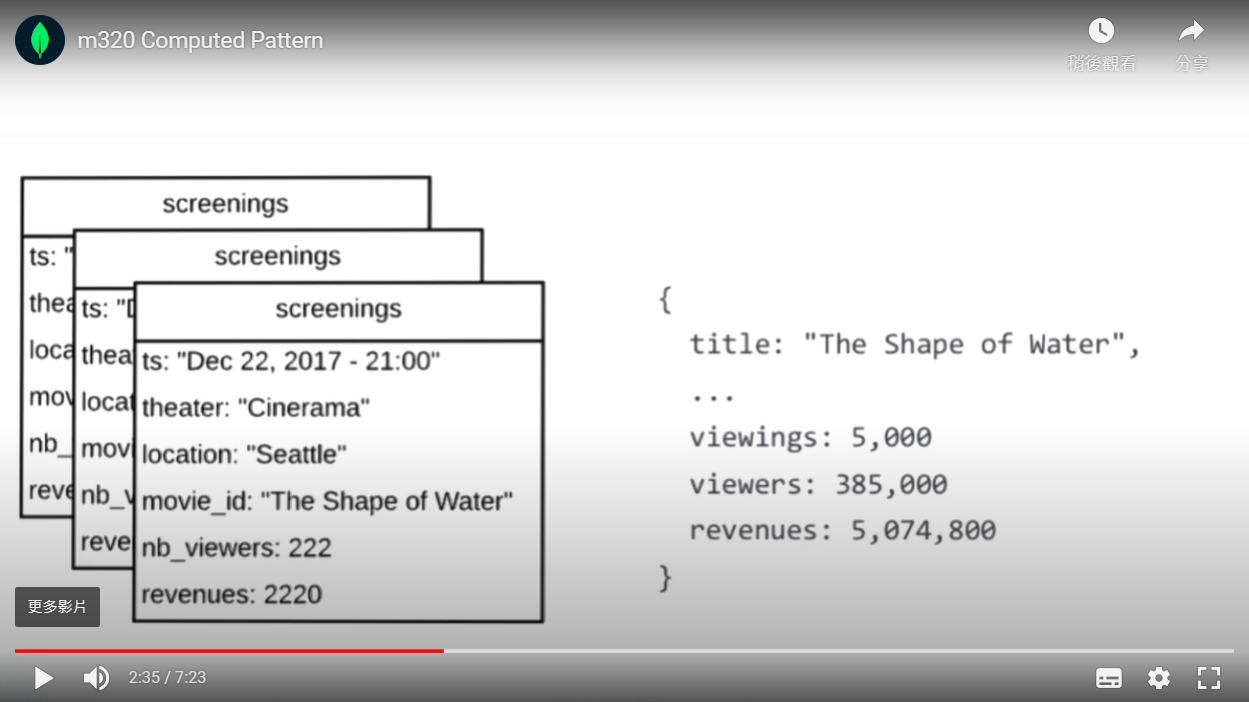 m320 Computed Pattern
稍後觀看
分享
screenings
ts: "
thea
loca
mov
nb_
reve
screenings
ts: "D
thea
locat
movi
nb_v
reve
screenings
ts: "Dec 22, 2017 - 21:00"
theater: "Cinerama"
location: "Seattle"
movie_id: "The Shape of Water"
nb_viewers: 222
revenues: 2220
{
title: "The Shape of Water",
...
viewings: 5,000
viewers: 385,000
revenues: 5,074,800
}
更多影片
2:35 / 7:23